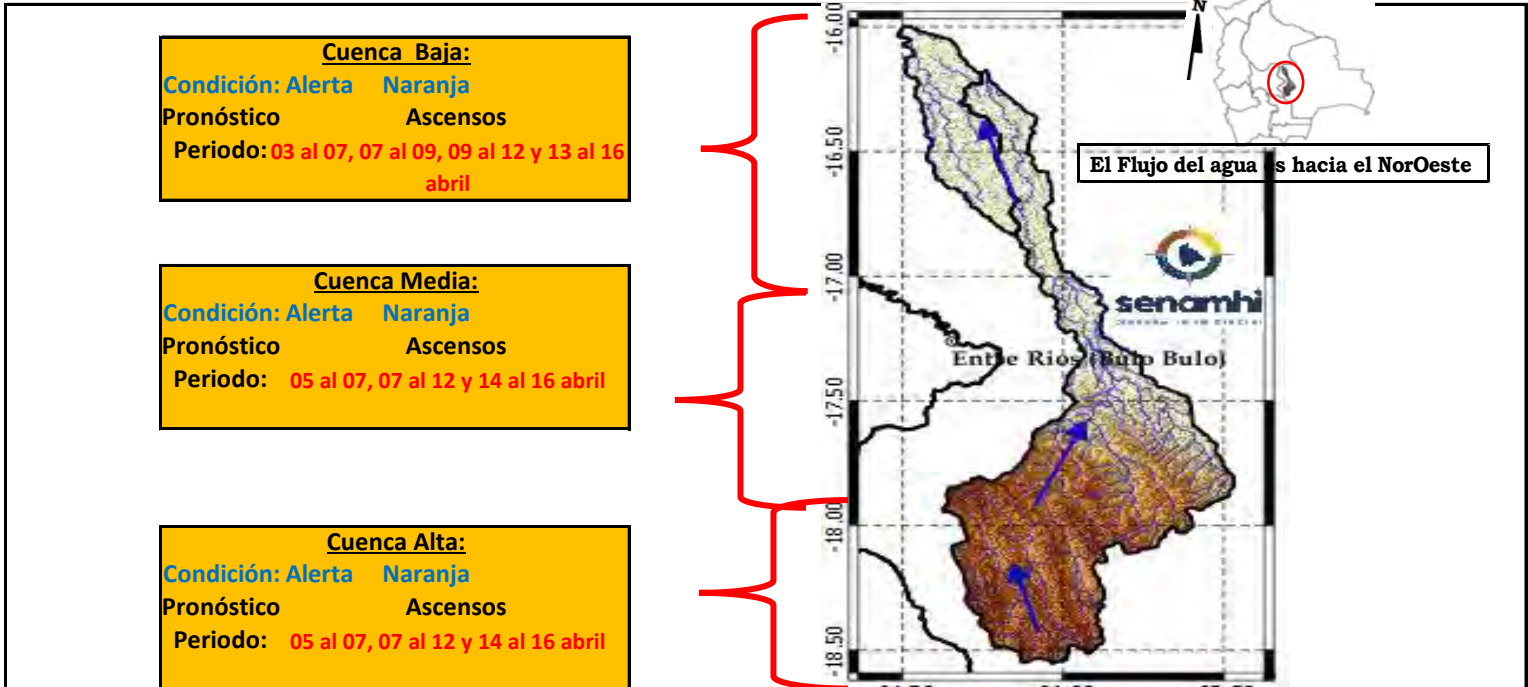 Cuenca Baja:
Condición: Alerta Naranja
Pronóstico Ascensos
Periodo: 03 al 07, 07 al 09, 09 al 12 y 13 al 16
abril
Cuenca Media:
Condición: Alerta Naranja
Pronóstico Ascensos
Periodo: 05 al 07, 07 al 12 y 14 al 16 abril
Cuenca Alta:
Condición: Alerta Naranja
Pronóstico Ascensos
Periodo: 05 al 07, 07 al 12 y 14 al 16 abril
-16.00
-16.50
-17.00
-17.50
-18.00
-18.50
N
El Flujo del agua es hacia el NorOeste
senamhi
Entre Rios (Bulo Bulo)